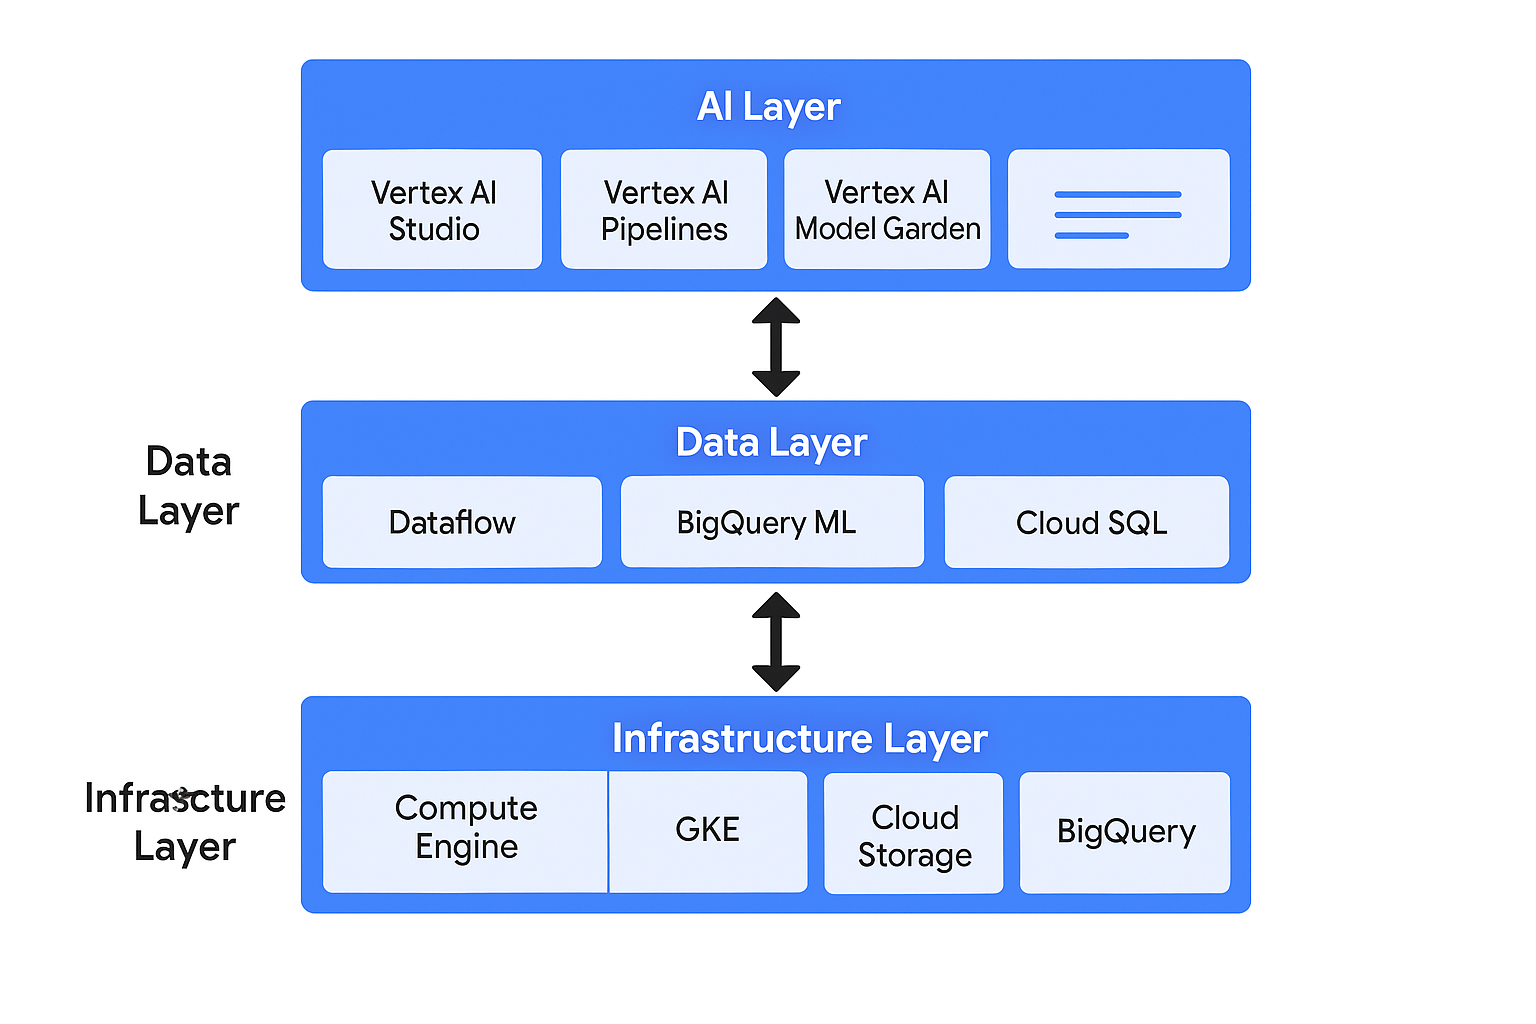 AI Layer
Vertex AI
Studio
Vertex AI
Pipelines
Vertex AI
Model Garden
Data
Layer
Data Layer
Dataflow
BigQuery ML
Cloud SQL
Infrascture
Layer
Infrastructure Layer
Compute
Engine
GKE
Cloud
Storage
BigQuery